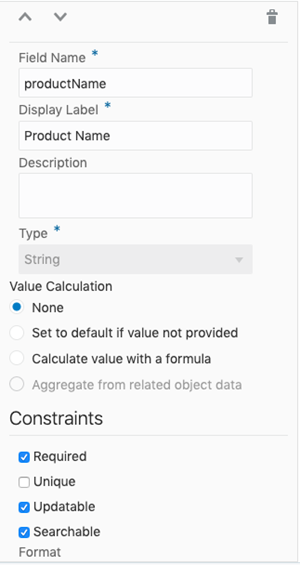 Field Name *
productName
Display Label *
Product Name
Description
Type *
String
Value Calculation
None
Set to default if value not provided
Calculate value with a formula
Aggregate from related object data
Constraints
Required
Unique
Updatable
Searchable
Format